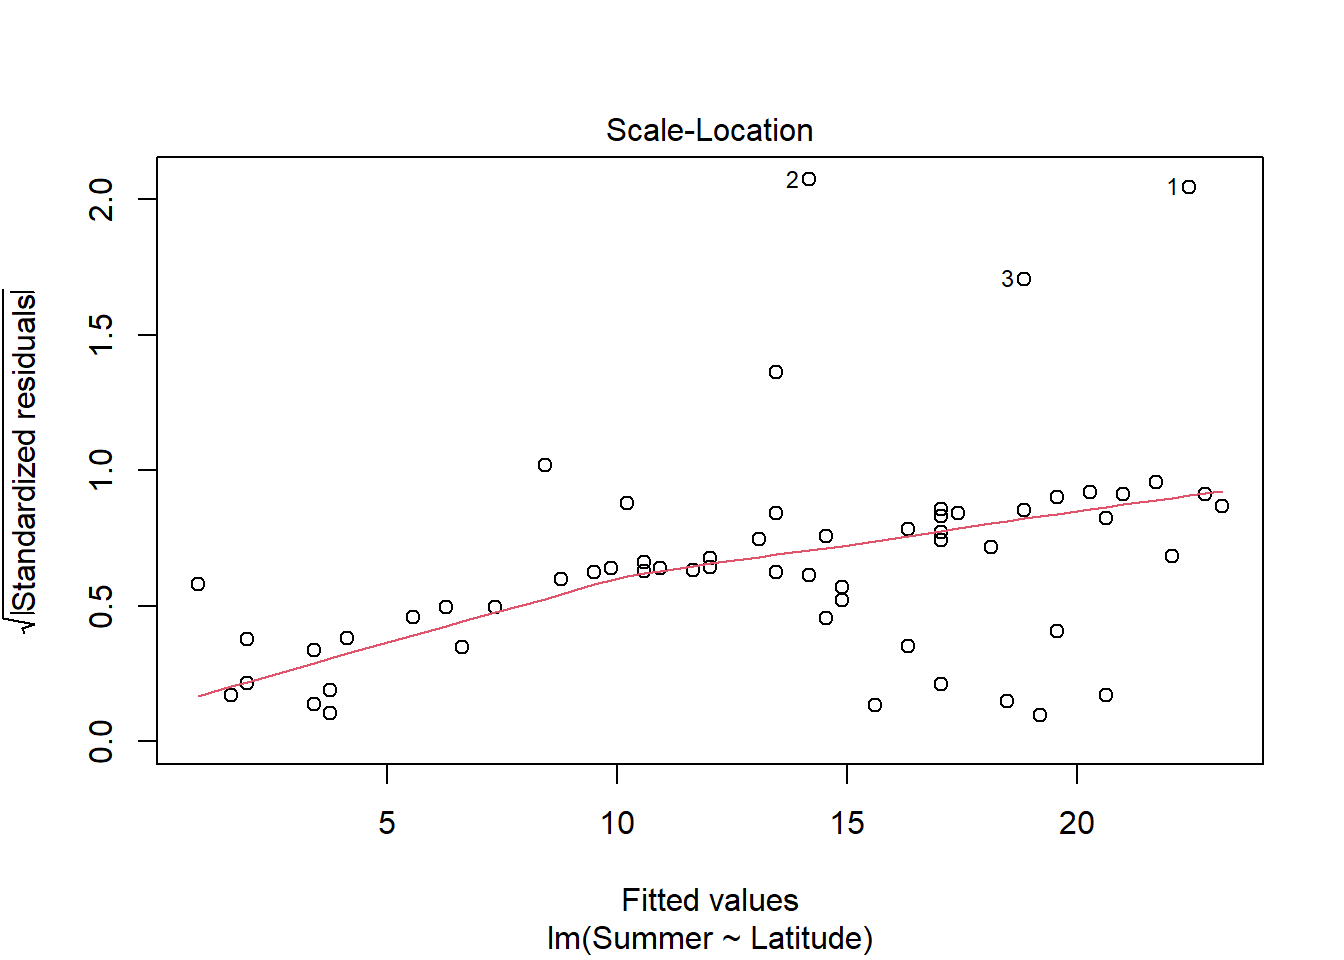 Scale-Location
√|Standardized residuals|
2.0
1.5
1.0
0.5
0.0
2
1
3
5 10 15 20
Fitted values
lm(Summer ~ Latitude)